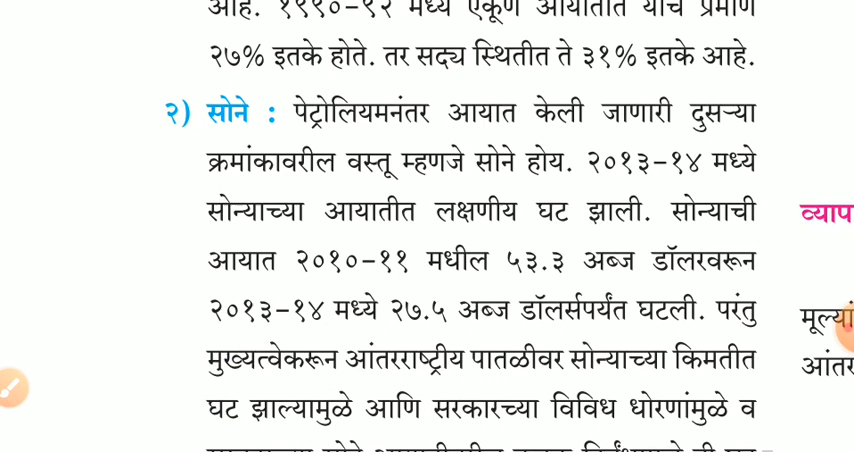 आहे. १९९०-९२ मध्ये एकूण आयातीत याचे प्रमाण
२७% इतके होते. तर सद्य स्थितीत ते ३१% इतके आहे.
२) सोने : पेट्रोलियमनंतर आयात केली जाणारी दुसऱ्या
क्रमांकावरील वस्तू म्हणजे सोने होय. २०१३-१४ मध्ये
सोन्याच्या आयातीत लक्षणीय घट झाली. सोन्याची
आयात २०१०-११ मधील ५३.३ अब्ज डॉलरवरून
२०१३-१४ मध्ये २७.५ अब्ज डॉलर्सपर्यंत घटली. परंतु
मुख्यत्वेकरून आंतरराष्ट्रीय पातळीवर सोन्याच्या किमतीत
घट झाल्यामुळे आणि सरकारच्या विविध धोरणांमुळे व
व्याप
मूल्यां
आंतर